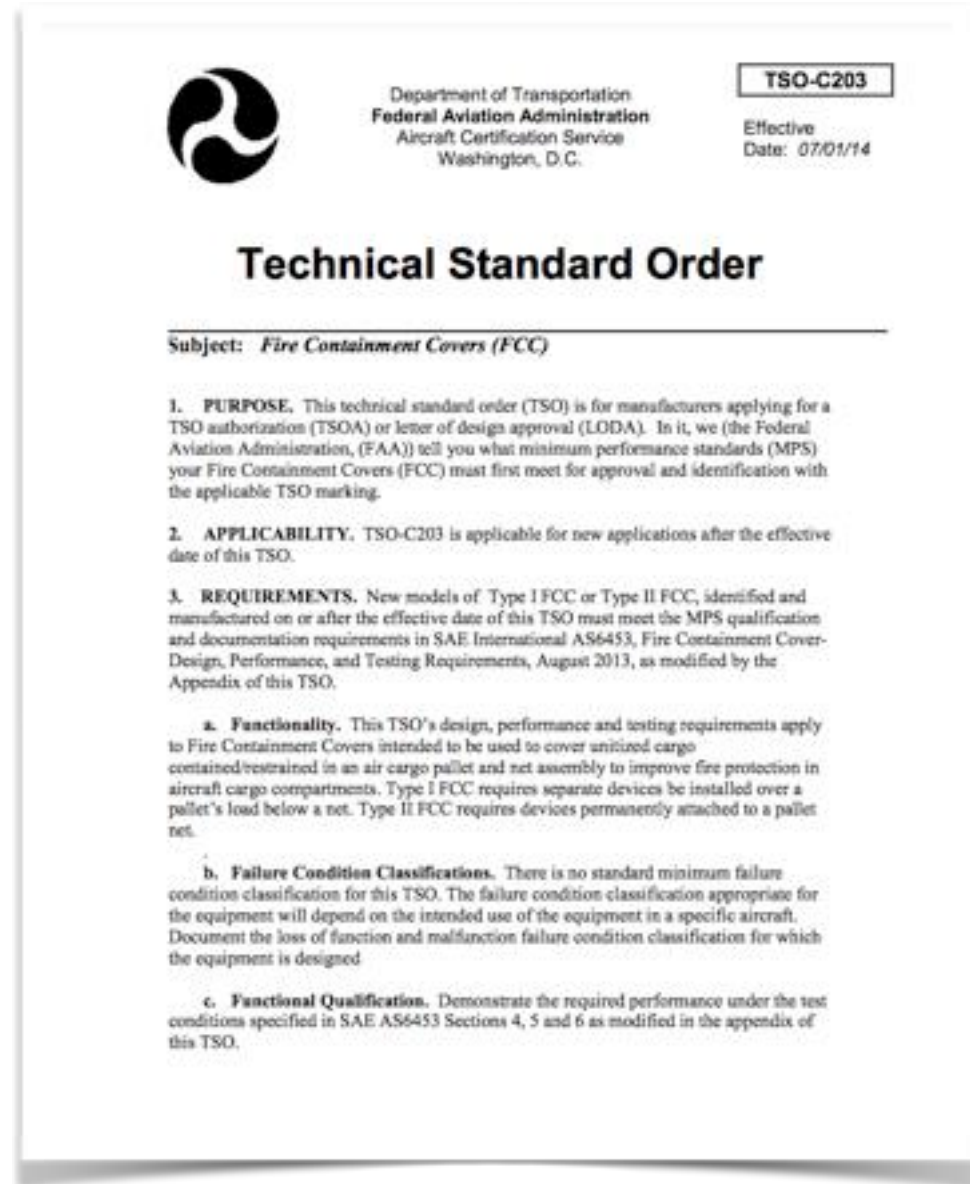 Department of Transportation
Federal Aviation Administration
Aircraft Certification Service
Washington, D.C.
TSO-C203
Effective
Date: 07/01/14
Technical Standard Order
Subject: Fire Containment Covers (FCC)
1. PURPOSE. This technical standard order (TSO) is for manufacturers applying for a
TSO authorization (TSOA) or letter of design approval (LODA). In it, we (the Federal
Aviation Administration, (FAA)) tell you what minimum performance standards (MPS)
your Fire Containment Covers (FCC) must first meet for approval and identification with
the applicable TSO marking.
2. APPLICABILITY. TSO-C203 is applicable for new applications after the effective
date of this TSO.
3. REQUIREMENTS. New models of Type I FCC or Type II FCC, identified and
manufactured on or after the effective date of this TSO must meet the MPS qualification
and documentation requirements in SAE International AS6453, Fire Containment Cover-
Design, Performance, and Testing Requirements, August 2013, as modified by the
Appendix of this TSO.
a. Functionality. This TSO's design, performance and testing requirements apply
to Fire Containment Covers intended to be used to cover unitized cargo
contained/restrained in an air cargo pallet and net assembly to improve fire protection in
aircraft cargo compartments. Type I FCC requires separate devices be installed over a
pallet's load below a net. Type II FCC requires devices permanently attached to a pallet
net.
b. Failure Condition Classifications. There is no standard minimum failure
condition classification for this TSO. The failure condition classification appropriate for
the equipment will depend on the intended use of the equipment in a specific aircraft.
Document the loss of function and malfunction failure condition classification for which
the equipment is designed
c. Functional Qualification. Demonstrate the required performance under the test
conditions specified in SAE AS6453 Sections 4, 5 and 6 as modified in the appendix of
this TSO.